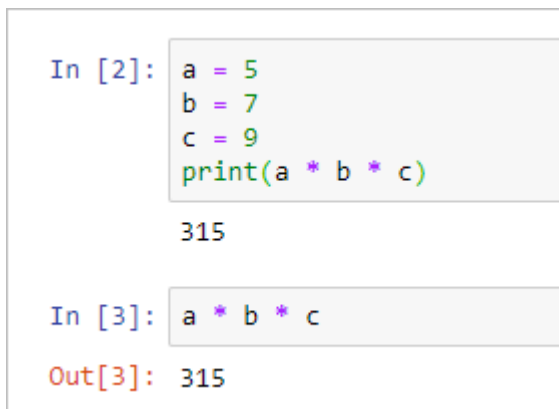 In [2]: a = 5
b = 7
c = 9
print(a * b * c)
315
In [3]: a * b * c
Out[3]: 315